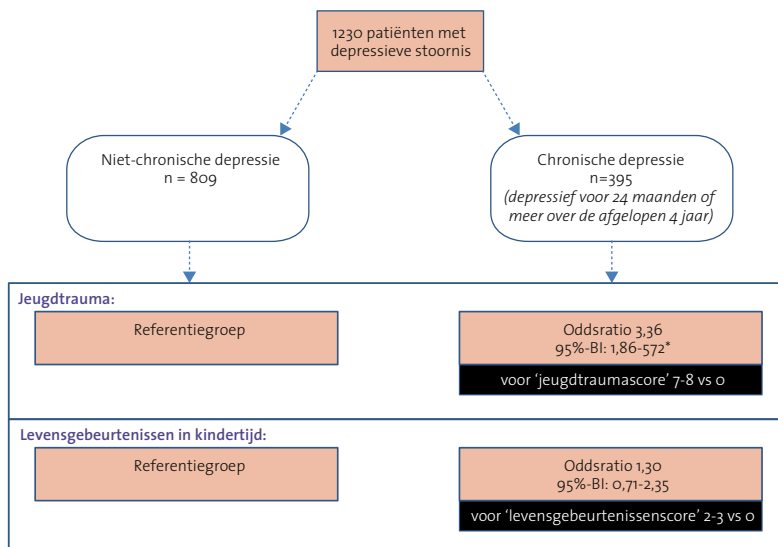 1230 patiënten met
depressieve stoornis
Niet-chronische depressie
n = 809
Chronische depressie
n=395
(depressief voor 24 maanden of
meer over de afgelopen 4 jaar)
Jeugdtrauma:
Referentiegroep
Oddsratio 3,36
95%-BI: 1,86-572*
voor ‘jeugdtraumascore’ 7-8 vs 0
Levensgebeurtenissen in kindertijd:
Referentiegroep
Oddsratio 1,30
95%-BI: 0,71-2,35
voor ‘levensgebeurtenissenscore’ 2-3 vs 0